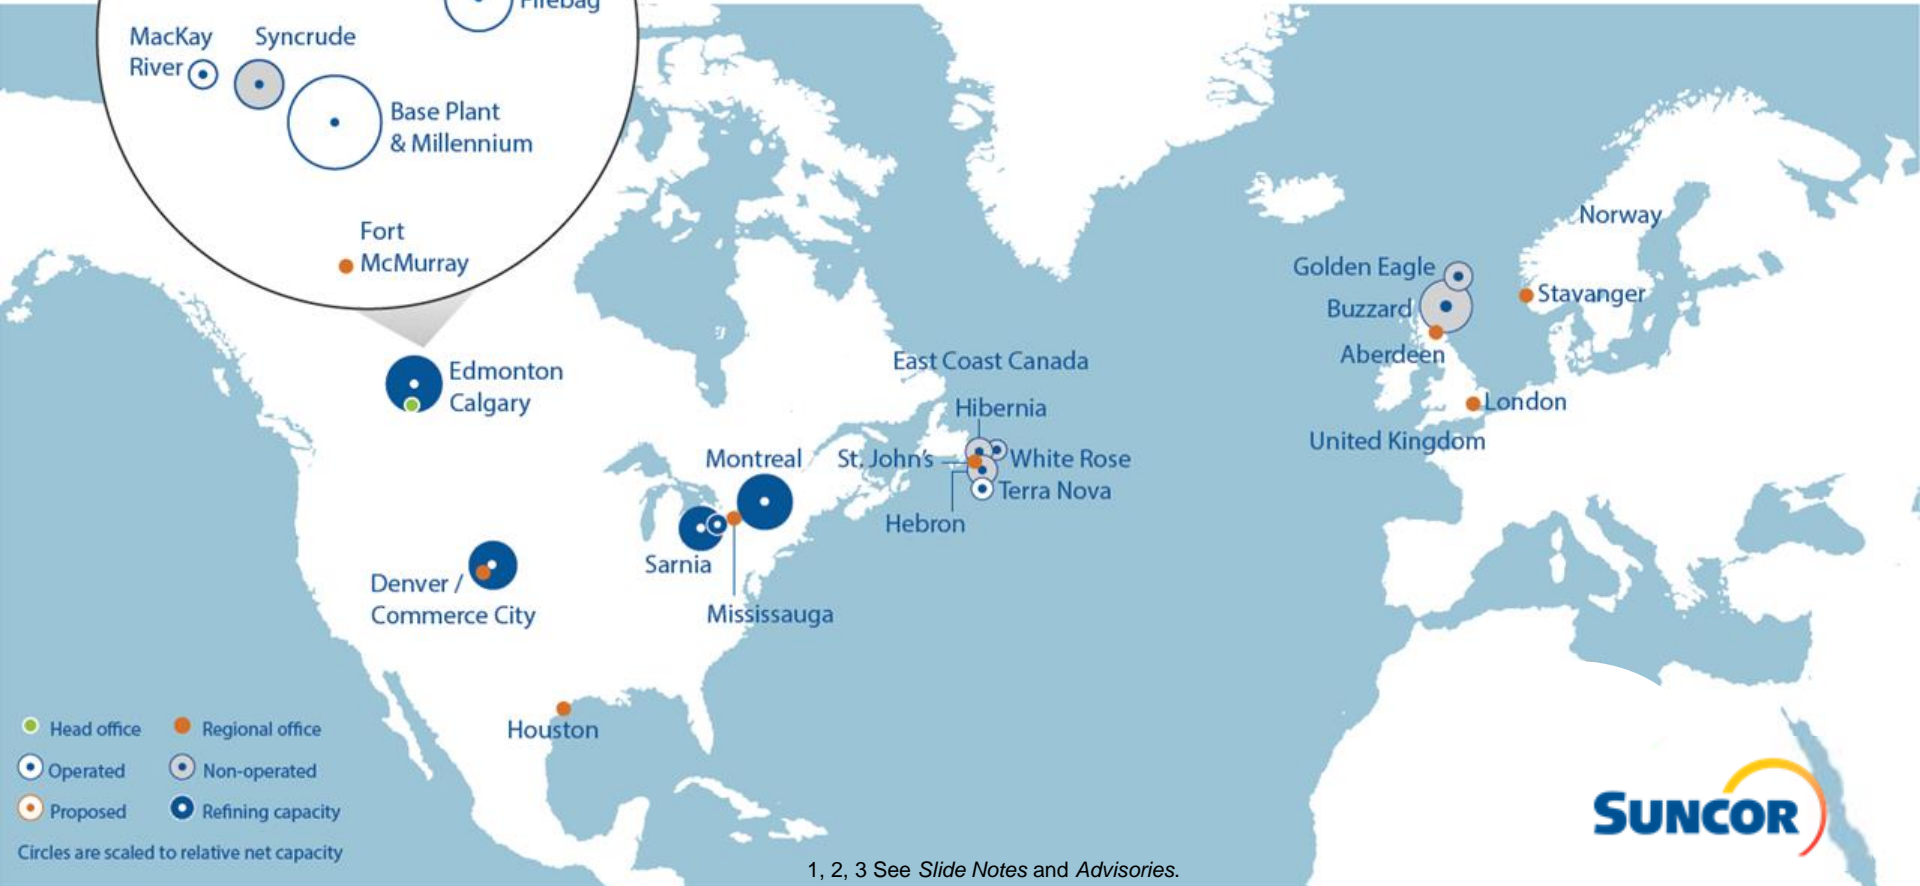 Firebag
MacKay
River
Syncrude
Base Plant
& Millennium
Fort
McMurray
Edmonton
Calgary
Denver /
Commerce City
Houston
Montreal
Sarnia
Mississauga
East Coast Canada
Hibernia
St. John's
White Rose
Terra Nova
Hebron
Norway
Golden Eagle
Buzzard
Stavanger
Aberdeen
London
United Kingdom
Head office
Regional office
Operated
Non-operated
Proposed
Refining capacity
Circles are scaled to relative net capacity
SUNCOR
1, 2, 3 See Slide Notes and Advisories.